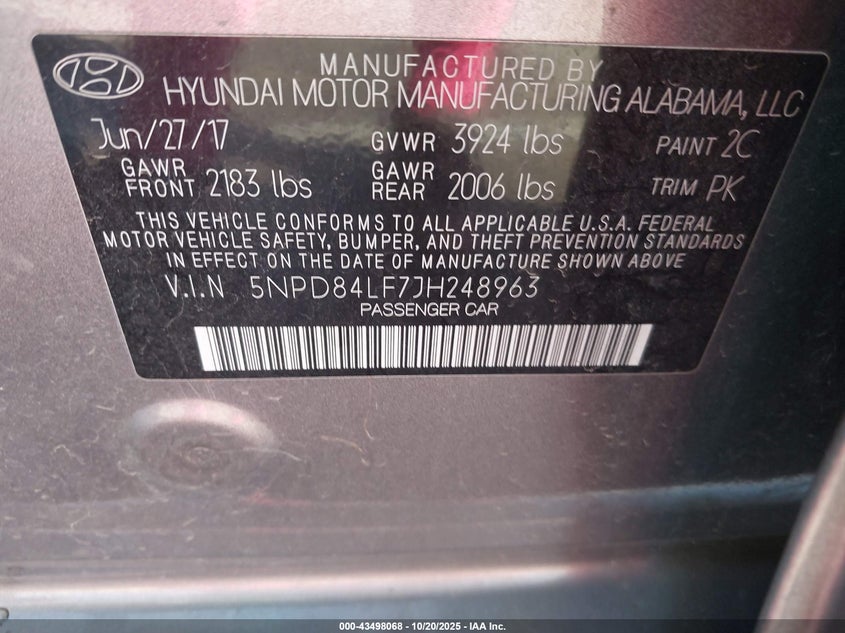 MANUFACTURED BY
HYUNDAI MOTOR MANUFACTURING ALABAMA, LLC
Jun/27/17 GVWR 3924 lbs PAINT 2C
GAWR FRONT 2183 lbs GAWR REAR 2006 lbs TRIM PK
THIS VEHICLE CONFORMS TO ALL APPLICABLE U.S.A. FEDERAL
MOTOR VEHICLE SAFETY, BUMPER, AND THEFT PREVENTION STANDARDS
IN EFFECT ON THE DATE OF MANUFACTURE SHOWN ABOVE
V.I.N 5NPD84LF7JH248963
PASSENGER CAR
000-43498068 - 10/20/2025 - IAA Inc.